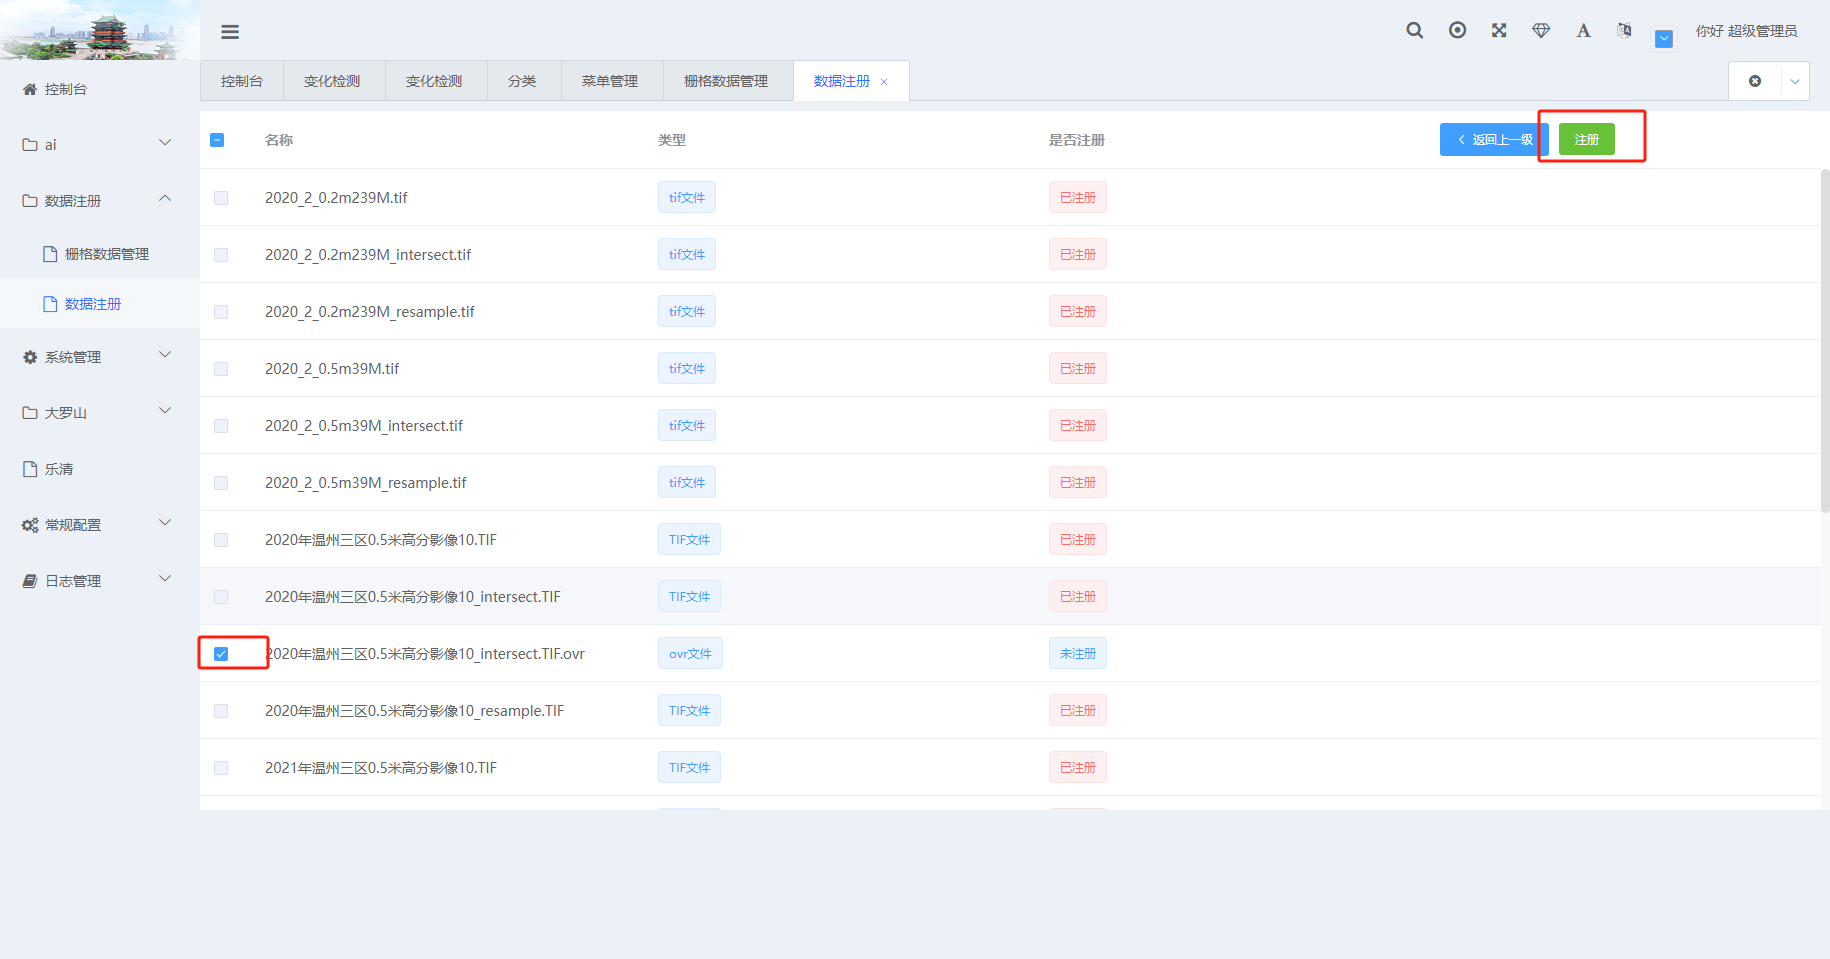 你好 超级管理员
控制台
ai
数据注册
栅格数据管理
数据注册
系统管理
大罗山
乐清
常规配置
日志管理
控制台 变化检测 变化检测 分类 菜单管理 栅格数据管理 数据注册
名称 类型 是否注册 返回上一级 注册
2020_2_0.2m239M.tif tif文件 已注册
2020_2_0.2m239M_intersect.tif tif文件 已注册
2020_2_0.2m239M_resample.tif tif文件 已注册
2020_2_0.5m39M.tif tif文件 已注册
2020_2_0.5m39M_intersect.tif tif文件 已注册
2020_2_0.5m39M_resample.tif tif文件 已注册
2020年温州三区0.5米高分影像10.TIF TIF文件 已注册
2020年温州三区0.5米高分影像10_intersect.TIF TIF文件 已注册
2020年温州三区0.5米高分影像10_intersect.TIF.ovr ovr文件 未注册
2020年温州三区0.5米高分影像10_resample.TIF TIF文件 已注册
2021年温州三区0.5米高分影像10.TIF TIF文件 已注册